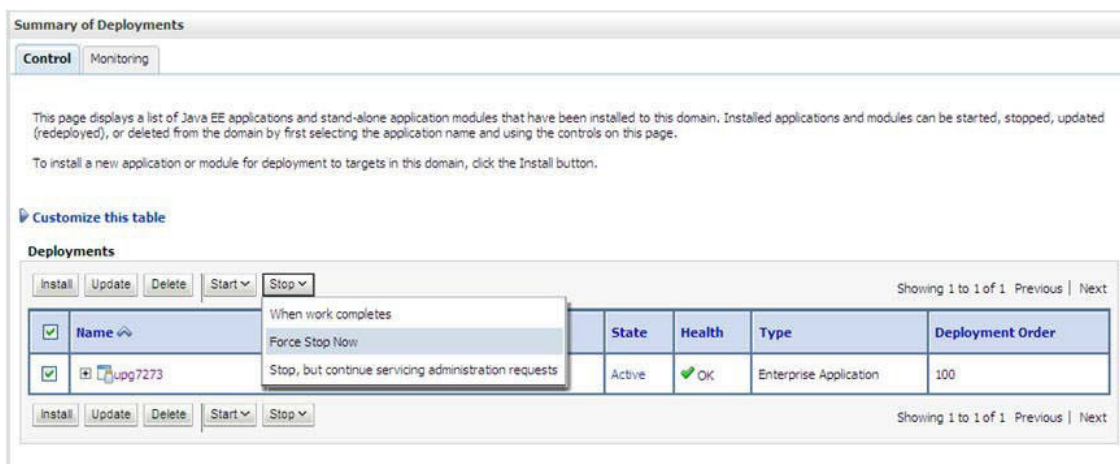 Summary of Deployments
Control Monitoring
This page displays a list of Java EE applications and stand-alone application modules that have been installed to this domain. Installed applications and modules can be started, stopped, updated
(redeployed), or deleted from the domain by first selecting the application name and using the controls on this page.
To install a new application or module for deployment to targets in this domain, click the Install button.
Customize this table
Deployments
Install Update Delete Start Stop Showing 1 to 1 of 1 Previous | Next
When work completes
Name State Health Type Deployment Order
Force Stop Now
upg7273 Active OK Enterprise Application 100
Stop, but continue servicing administration requests
Install Update Delete Start Stop Showing 1 to 1 of 1 Previous | Next